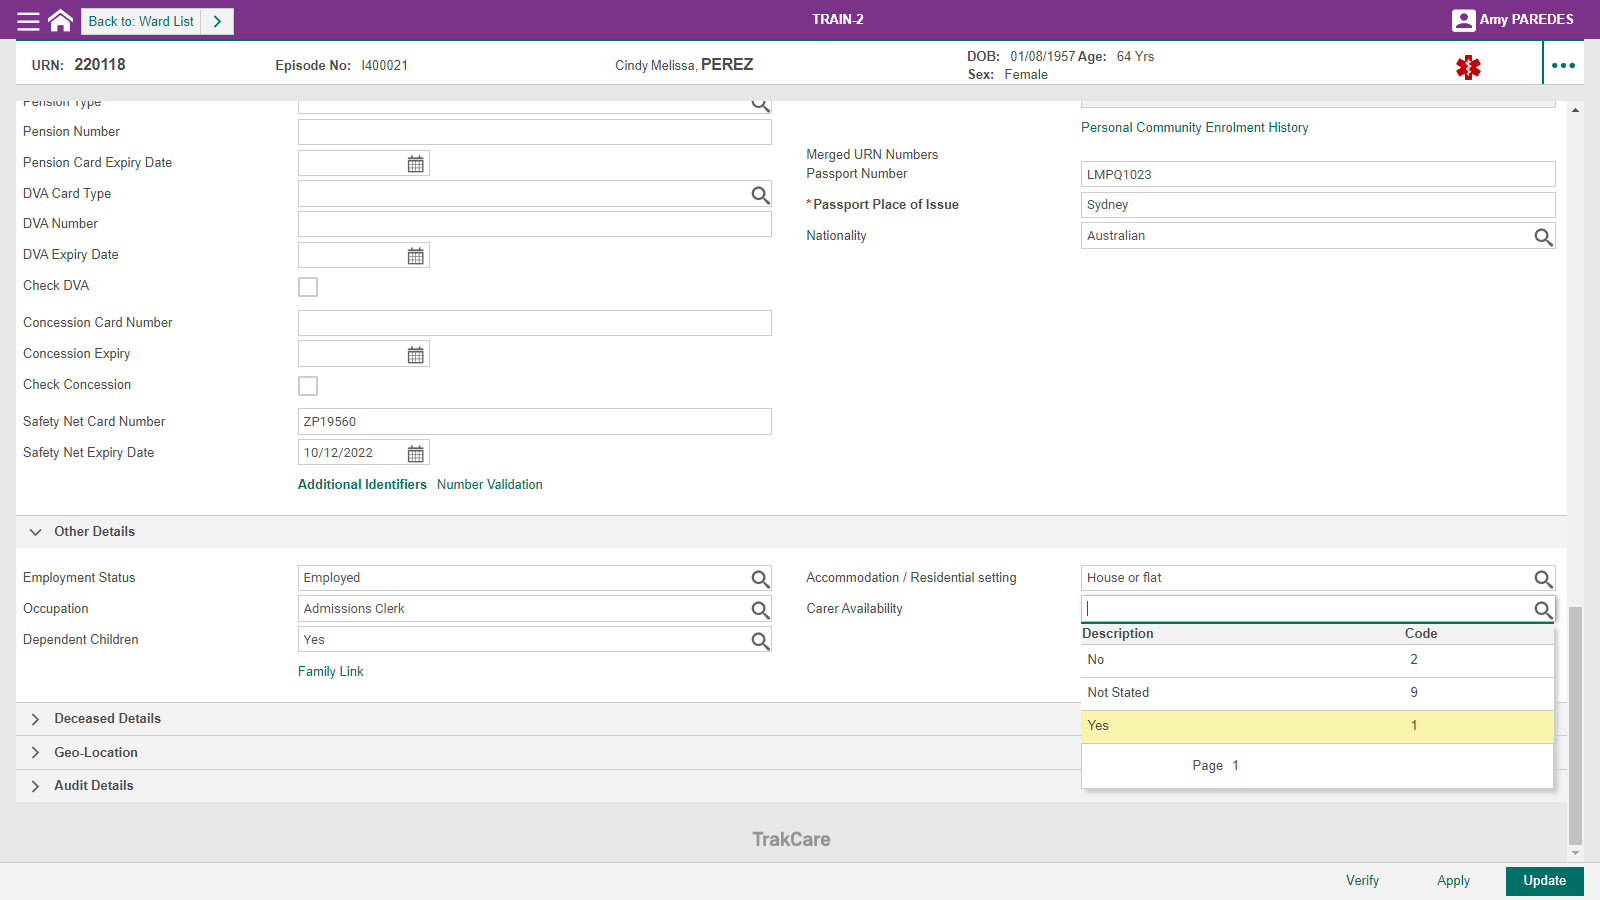 Back to: Ward List
TRAIN-2
Amy PAREDES
URN: 220118
Episode No: I400021
Cindy Melissa, PEREZ
DOB: 01/08/1957 Age: 64 Yrs
Sex: Female
Pension Type
Pension Number
Pension Card Expiry Date
DVA Card Type
DVA Number
DVA Expiry Date
Check DVA
Concession Card Number
Concession Expiry
Check Concession
Safety Net Card Number ZP19560
Safety Net Expiry Date 10/12/2022
Additional Identifiers Number Validation
Personal Community Enrolment History
Merged URN Numbers
Passport Number LMPQ1023
*Passport Place of Issue Sydney
Nationality Australian
Other Details
Employment Status Employed
Occupation Admissions Clerk
Dependent Children Yes
Family Link
Accommodation / Residential setting House or flat
Carer Availability
Description Code
No 2
Not Stated 9
Yes 1
Page 1
Deceased Details
Geo-Location
Audit Details
TrakCare
Verify Apply Update